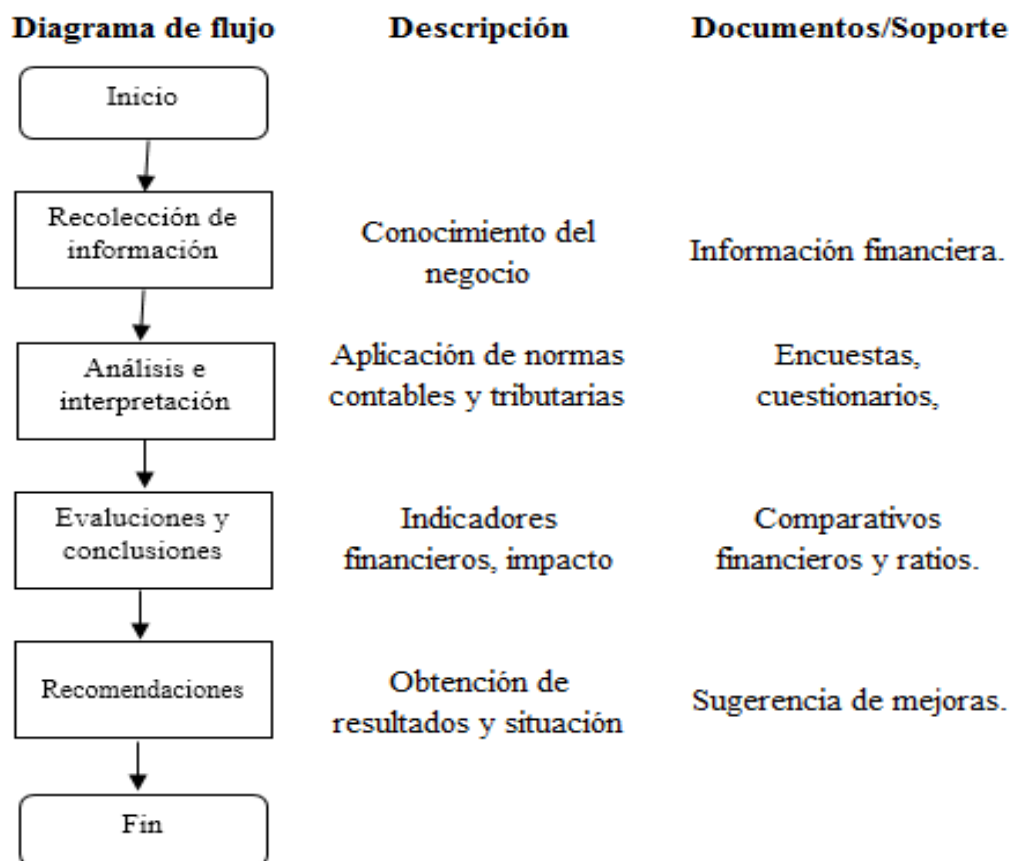 Diagrama de flujo
Descripción
Documentos/Soporte
Inicio
Recolección de
información
Conocimiento del
negocio
Información financiera.
Análisis e
interpretación
Aplicación de normas
contables y tributarias
Encuestas,
cuestionarios,
Evaluciones y
conclusiones
Indicadores
financieros, impacto
Comparativos
financieros y ratios.
Recomendaciones
Obtención de
resultados y situación
Sugerencia de mejoras.
Fin